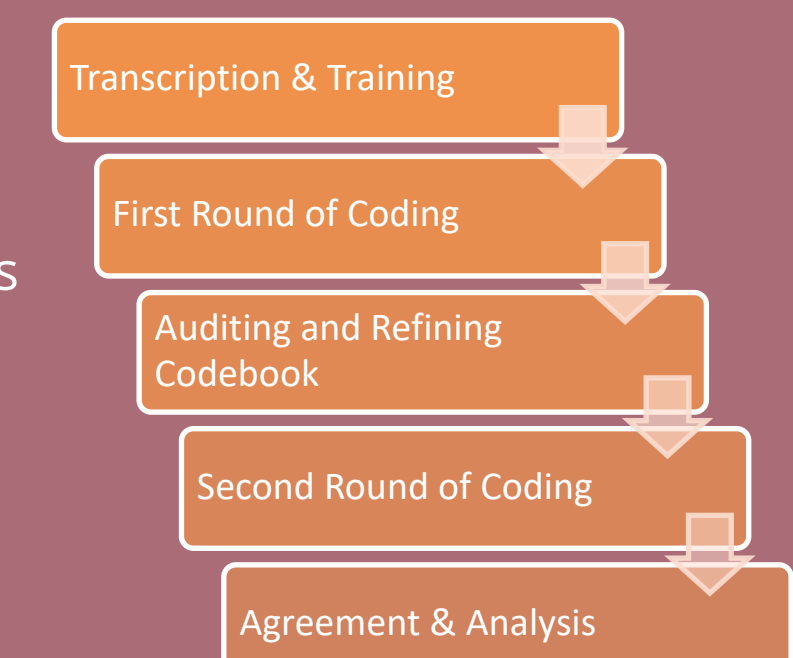 Transcription & Training
First Round of Coding
s
Auditing and Refining
Codebook
Second Round of Coding
Agreement & Analysis